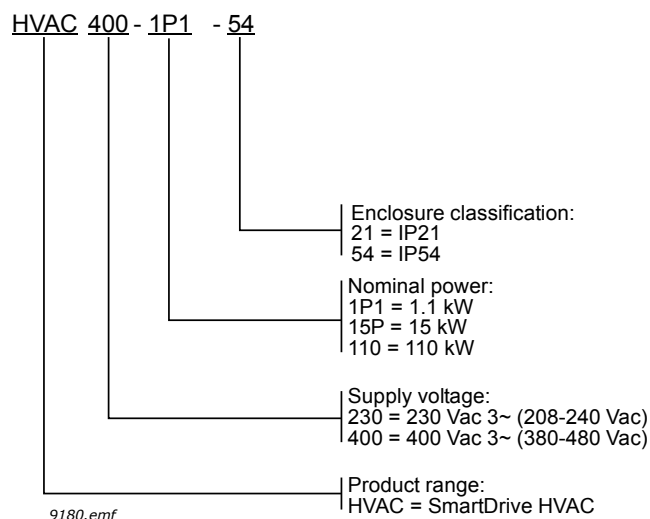 HVAC 400 - 1P1 - 54
Enclosure classification:
21 = IP21
54 = IP54
Nominal power:
1P1 = 1.1 kW
15P = 15 kW
110 = 110 kW
Supply voltage:
230 = 230 Vac 3~ (208-240 Vac)
400 = 400 Vac 3~ (380-480 Vac)
Product range:
HVAC = SmartDrive HVAC
9180.emf